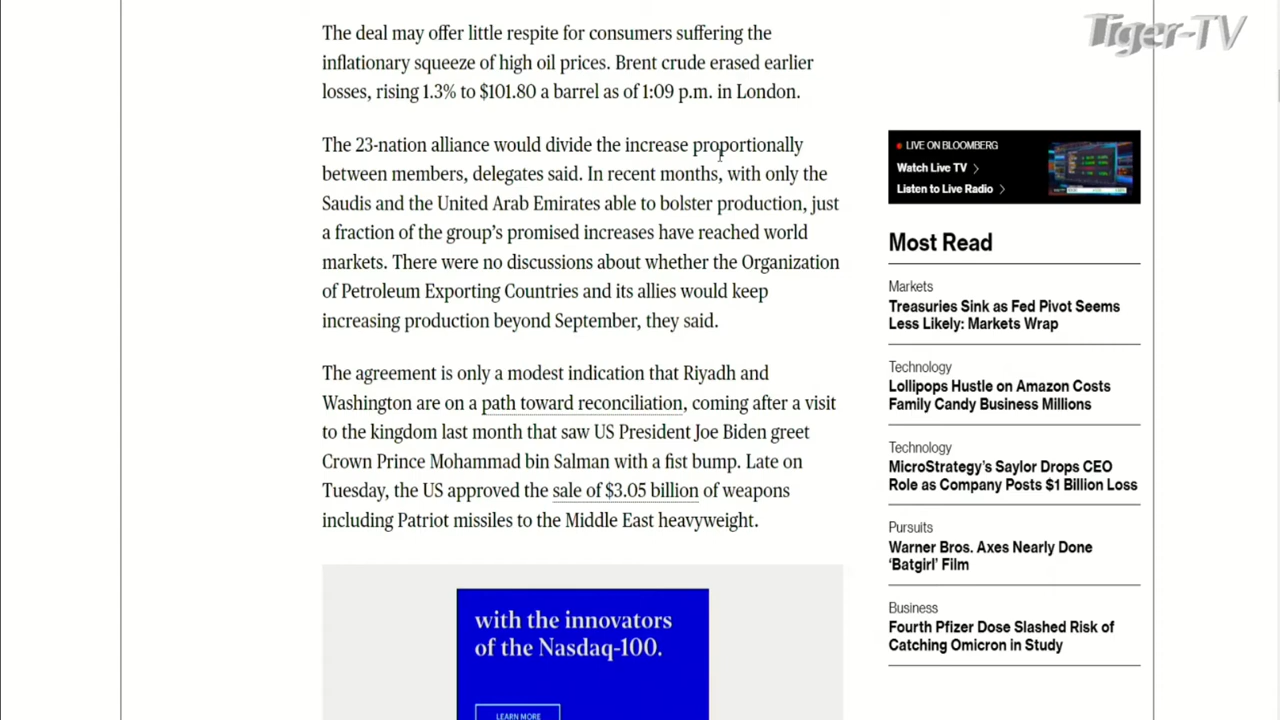 Tiger-TV
The deal may offer little respite for consumers suffering the
inflationary squeeze of high oil prices. Brent crude erased earlier
losses, rising 1.3% to $101.80 a barrel as of 1:09 p.m. in London.
The 23-nation alliance would divide the increase proportionally
between members, delegates said. In recent months, with only the
Saudis and the United Arab Emirates able to bolster production, just
a fraction of the group's promised increases have reached world
markets. There were no discussions about whether the Organization
of Petroleum Exporting Countries and its allies would keep
increasing production beyond September, they said.
The agreement is only a modest indication that Riyadh and
Washington are on a path toward reconciliation, coming after a visit
to the kingdom last month that saw US President Joe Biden greet
Crown Prince Mohammad bin Salman with a fist bump. Late on
Tuesday, the US approved the sale of $3.05 billion of weapons
including Patriot missiles to the Middle East heavyweight.
with the innovators
of the Nasdaq-100.
LEARN MORE
LIVE ON BLOOMBERG
Watch Live TV
Listen to Live Radio
Most Read
Markets
Treasuries Sink as Fed Pivot Seems
Less Likely: Markets Wrap
Technology
Lollipops Hustle on Amazon Costs
Family Candy Business Millions
Technology
MicroStrategy's Saylor Drops CEO
Role as Company Posts $1 Billion Loss
Pursuits
Warner Bros. Axes Nearly Done
'Batgirl' Film
Business
Fourth Pfizer Dose Slashed Risk of
Catching Omicron in Study